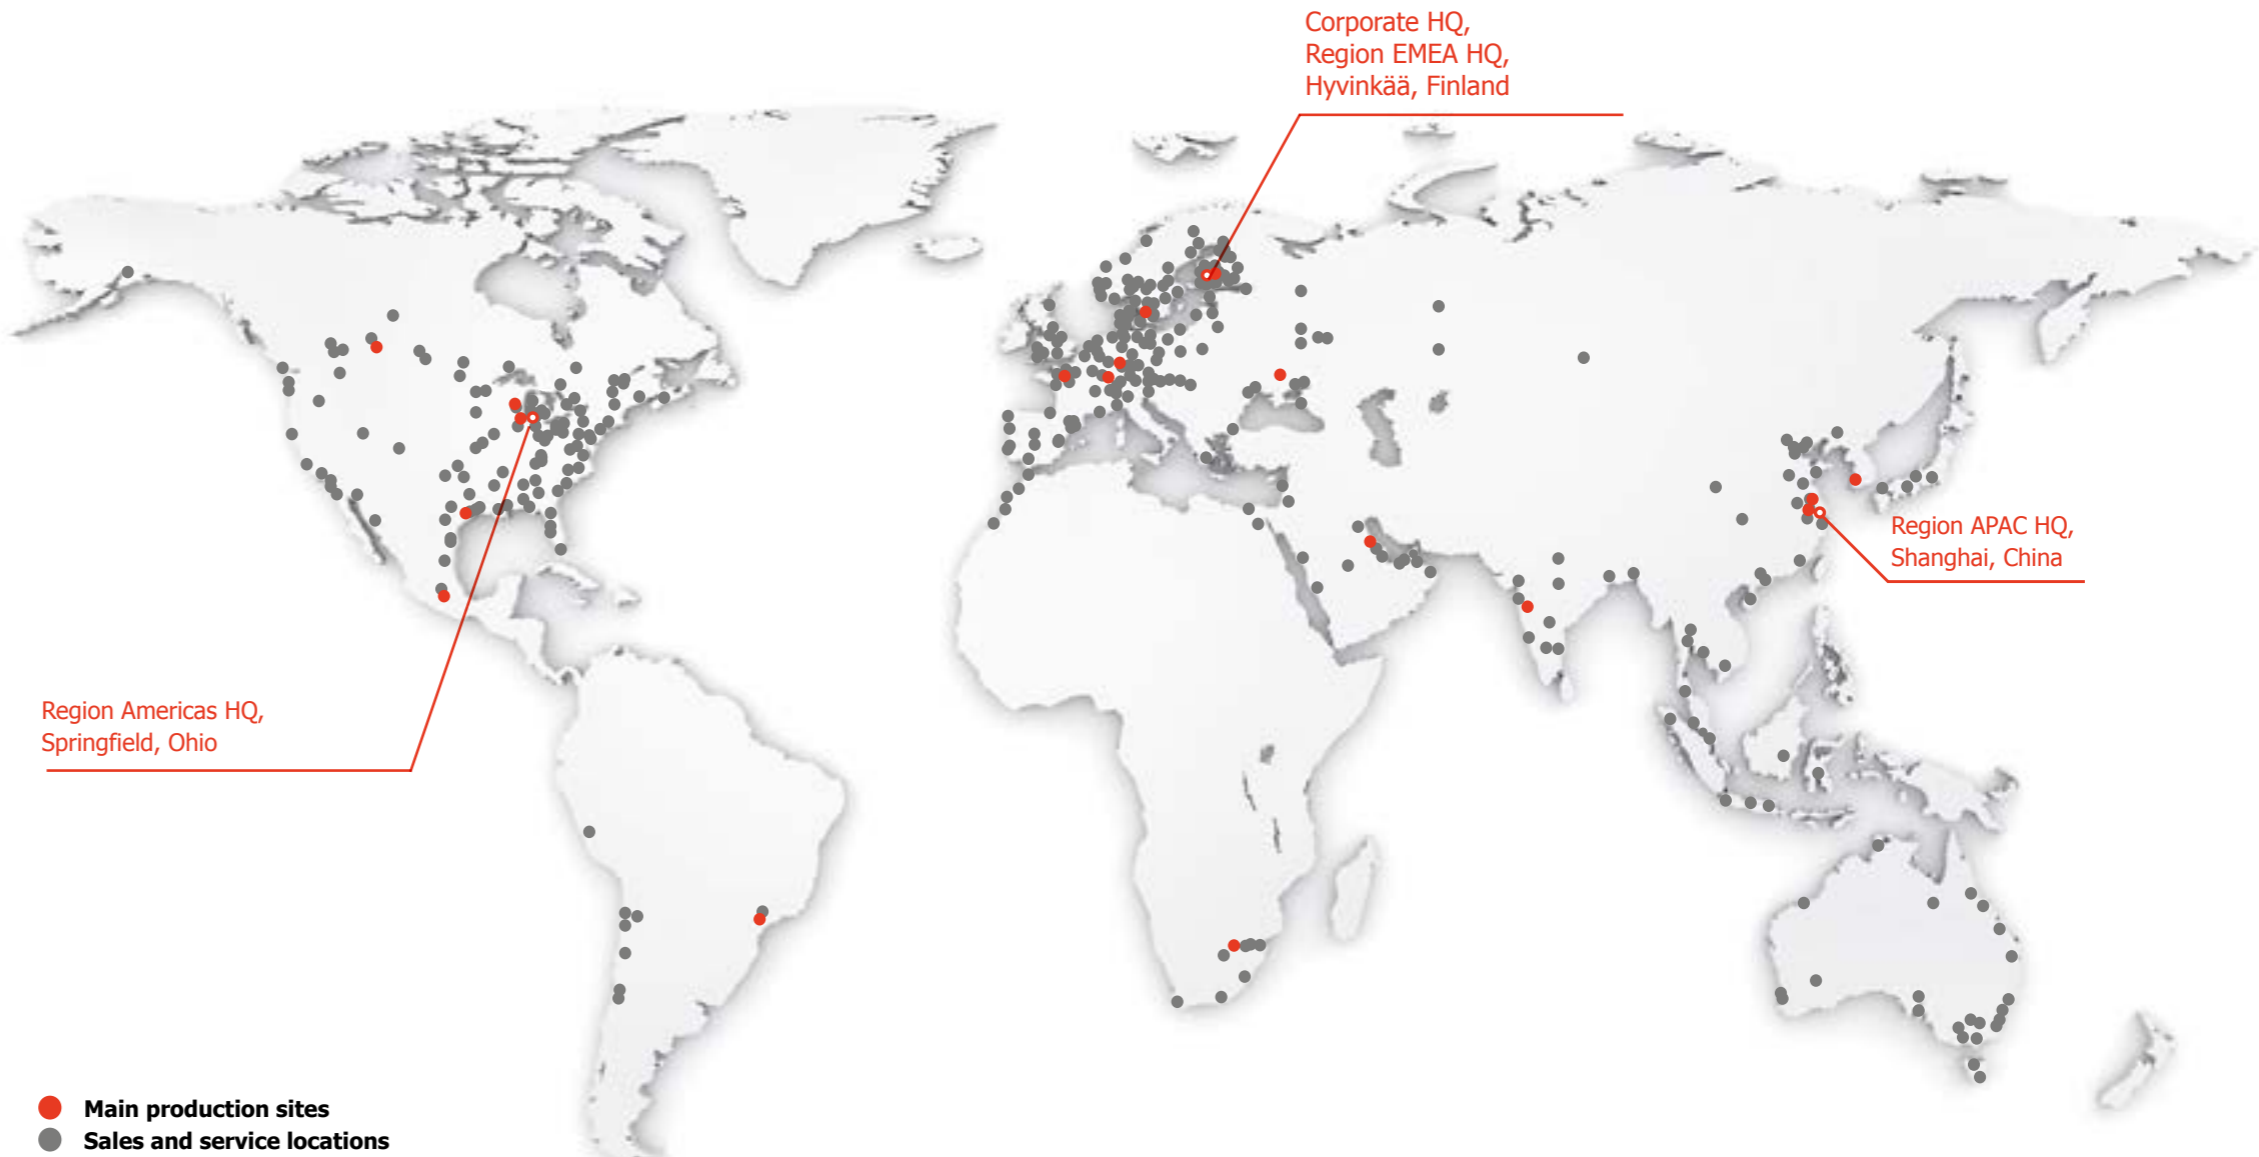 Corporate HQ,
Region EMEA HQ,
Hyvinkää, Finland
Region APAC HQ,
Shanghai, China
Region Americas HQ,
Springfield, Ohio
Main production sites
Sales and service locations